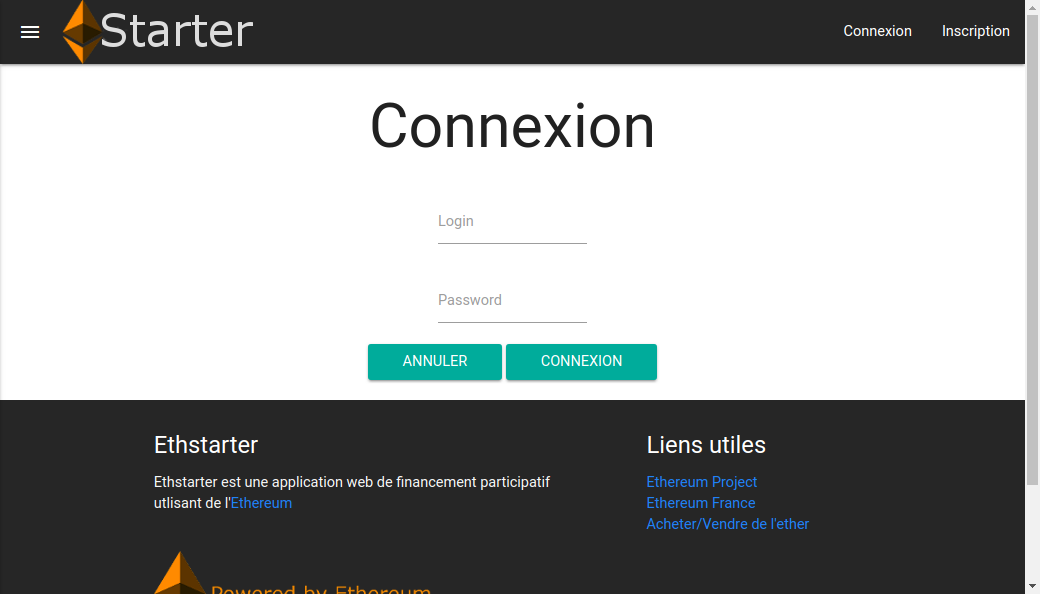 Starter
Connexion
Inscription
Connexion
Login
Password
ANNULER
CONNEXION
Ethstarter
Ethstarter est une application web de financement participatif
utlisant de l'Ethereum
Liens utiles
Ethereum Project
Ethereum France
Acheter/Vendre de l'ether
Powered by Ethereum